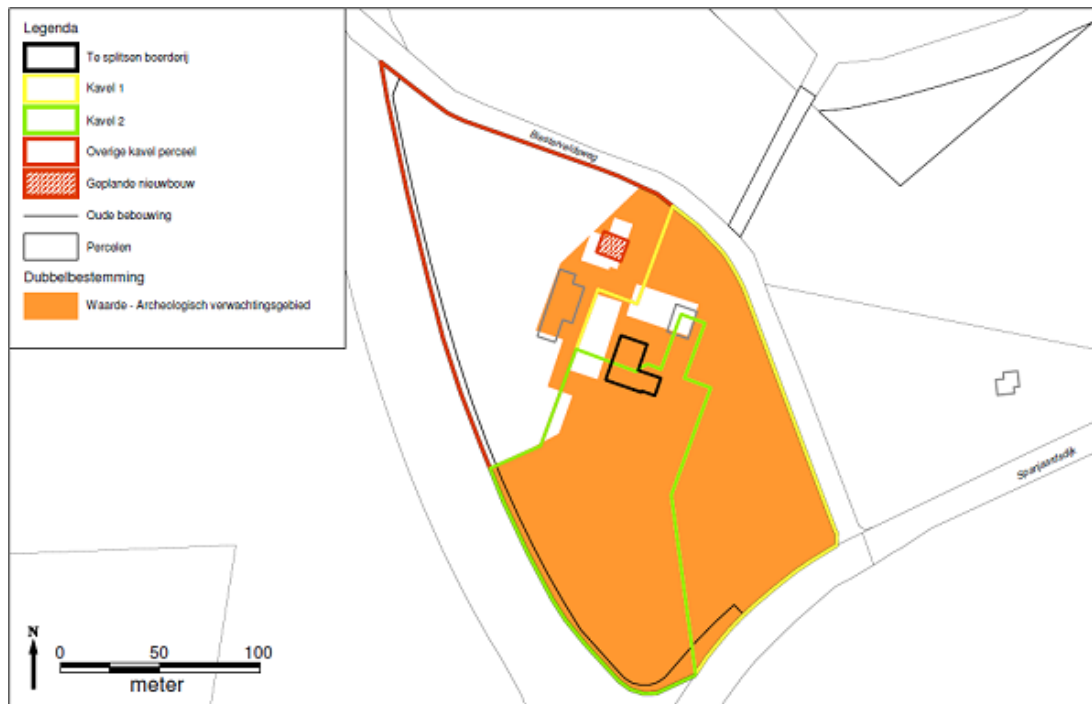 Legenda
Te splitsen boerderij
Kavel 1
Kavel 2
Overige kavel perceel
Geplande nieuwbouw
Oude bebouwing
Percelen
Dubbelbestemming
Waarde - Archeologisch verwachtingsgebied
Spanjaardsdijk
N
0 50 100
meter